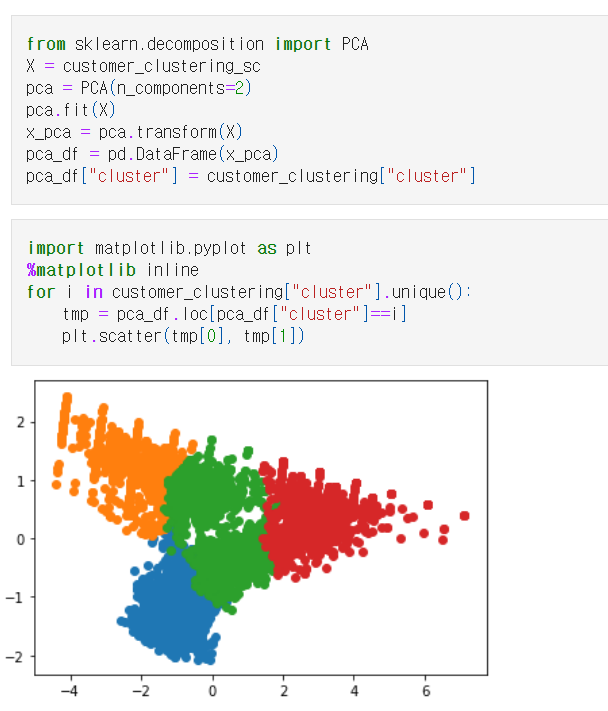 from sklearn.decomposition import PCA
X = customer_clustering_sc
pca = PCA(n_components=2)
pca.fit(X)
x_pca = pca.transform(X)
pca_df = pd.DataFrame(x_pca)
pca_df["cluster"] = customer_clustering["cluster"]
import matplotlib.pyplot as plt
%matplotlib inline
for i in customer_clustering["cluster"].unique():
    tmp = pca_df.loc[pca_df["cluster"]==i]
    plt.scatter(tmp[0], tmp[1])
2
1
0
−1
−2
−4 −2 0 2 4 6